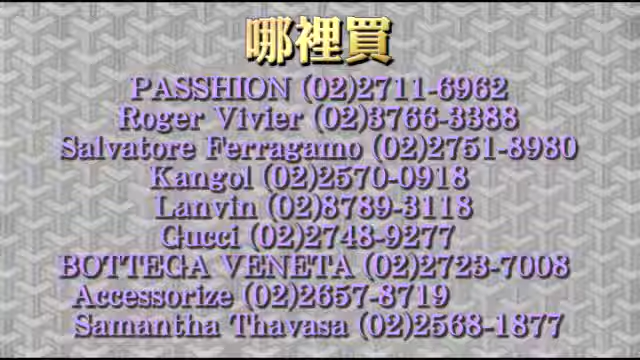 哪裡買
PASSHION (02)2711-6962
Roger Vivier (02)3766-3388
Salvatore Ferragamo (02)2751-8980
Kangol (02)2570-0918
Lanvin (02)8789-3118
Gucci (02)2748-9277
BOTTEGA VENETA (02)2723-7008
Accessorize (02)2657-8719
Samantha Thavasa (02)2568-1877